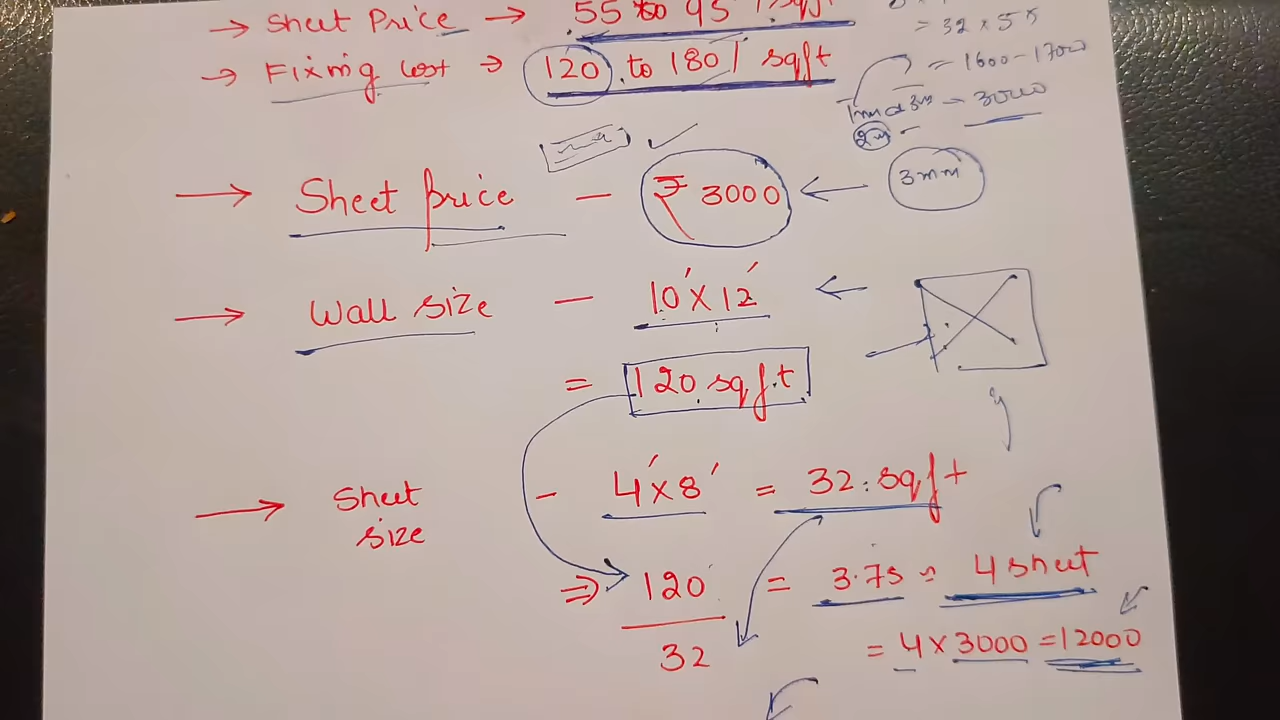 → Sheet Price → 55 to 95 / sqft
= 32 × 55
→ Fixing Cost → 120 to 180 / sqft
= 1600 - 1700
- 3000
2m -
→ Sheet price - ₹ 3000 ← 3mm
→ Wall size - 10' × 12' ←
= 120 sqft
→ Sheet size - 4' × 8' = 32 sqft
⇒ 120/32 = 3.75 ≈ 4 sheet
= 4 × 3000 = 12000